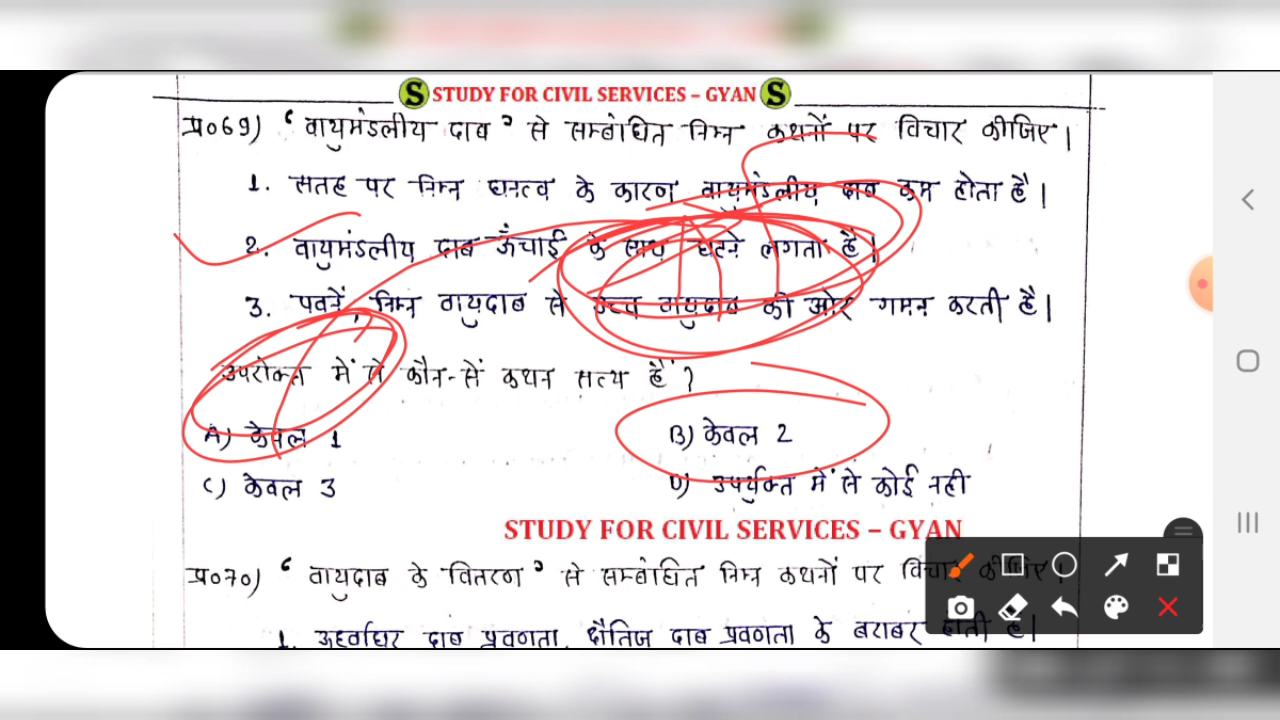 STUDY FOR CIVIL SERVICES – GYAN
प्र०69) ‘वायुमंडलीय दाब’ से सम्बंधित निम्न कथनों पर विचार कीजिए।
1. सतह पर निम्न घनत्व के कारण वायुमंडलीय दाब कम होता है।
2. वायुमंडलीय दाब ऊँचाई के साथ घटने लगता है।
3. पवनें, निम्न वायुदाब से उच्च वायुदाब की ओर गमन करती है।
उपरोक्त में से कौन-सें कथन सत्य हैं?
A) केवल 1
B) केवल 2
C) केवल 3
D) उपर्युक्त में से कोई नही
STUDY FOR CIVIL SERVICES – GYAN
प्र०70) ‘वायुदाब के वितरण’ से सम्बंधित निम्न कथनों पर विचार कीजिए।
1. ऊर्ध्वाधर दाब प्रवणता, क्षैतिज दाब प्रवणता के बराबर होती है।